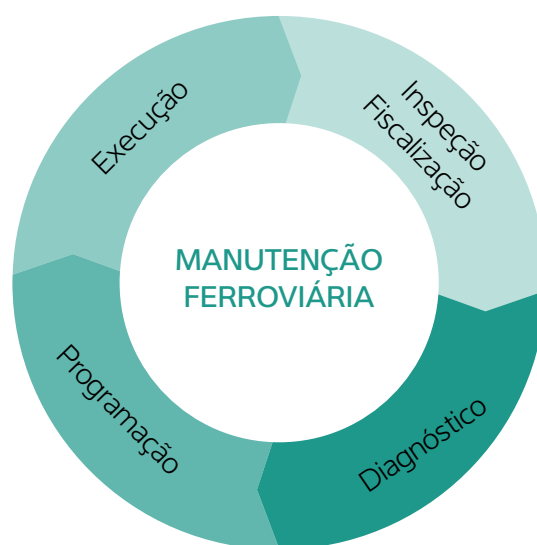 Execução
Inspeção
Fiscalização
MANUTENÇÃO
FERROVIÁRIA
Programação
Diagnóstico